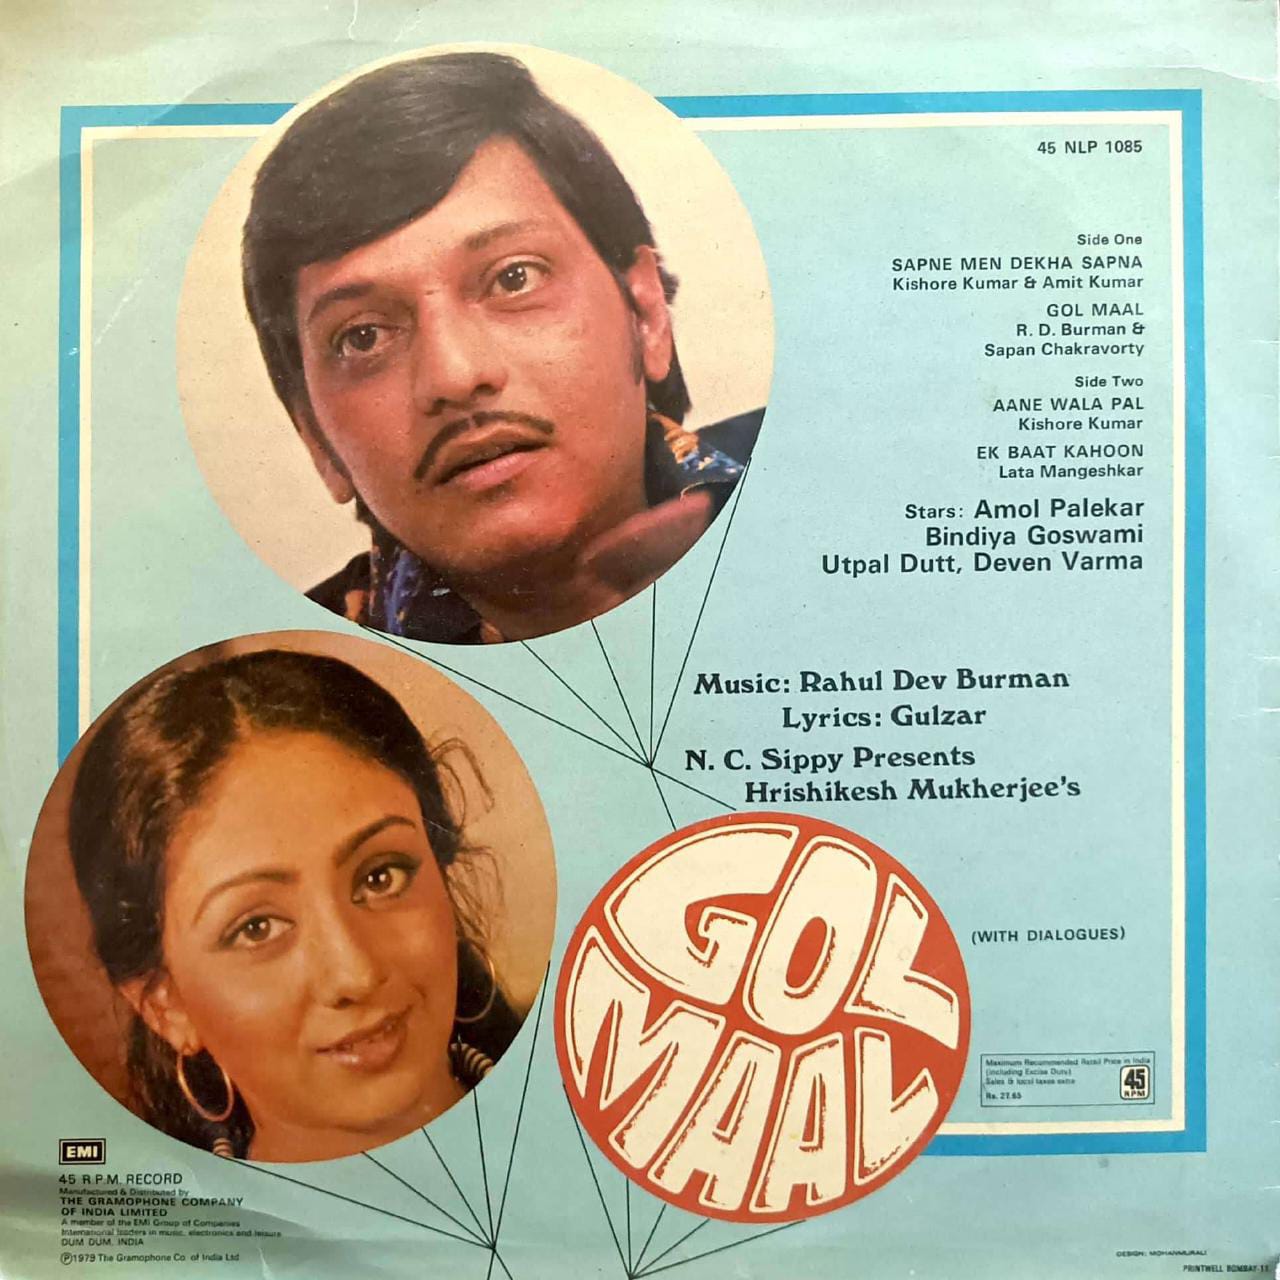 45 NLP 1085
Side One
SAPNE MEN DEKHA SAPNA
Kishore Kumar & Amit Kumar
GOL MAAL
R. D. Burman &
Sapan Chakravorty
Side Two
AANE WALA PAL
Kishore Kumar
EK BAAT KAHOON
Lata Mangeshkar
Stars: Amol Palekar
Bindiya Goswami
Utpal Dutt, Deven Varma
Music: Rahul Dev Burman
Lyrics: Gulzar
N. C. Sippy Presents
Hrishikesh Mukherjee's
GOL
MAAL
(WITH DIALOGUES)
Maximum Recommended Retail Price in India
(including Excise Duty)
Sales & local taxes extra
Rs. 27.65
45
RPM
EMI
45 R.P.M. RECORD
Manufactured & Distributed by
THE GRAMOPHONE COMPANY
OF INDIA LIMITED
A member of the EMI Group of Companies
International leaders in music, electronics and leisure
DUM DUM, INDIA
Ⓟ1979 The Gramophone Co. of India Ltd.
DESIGN: MOHANMURALI
PRINTWELL BOMBAY-11